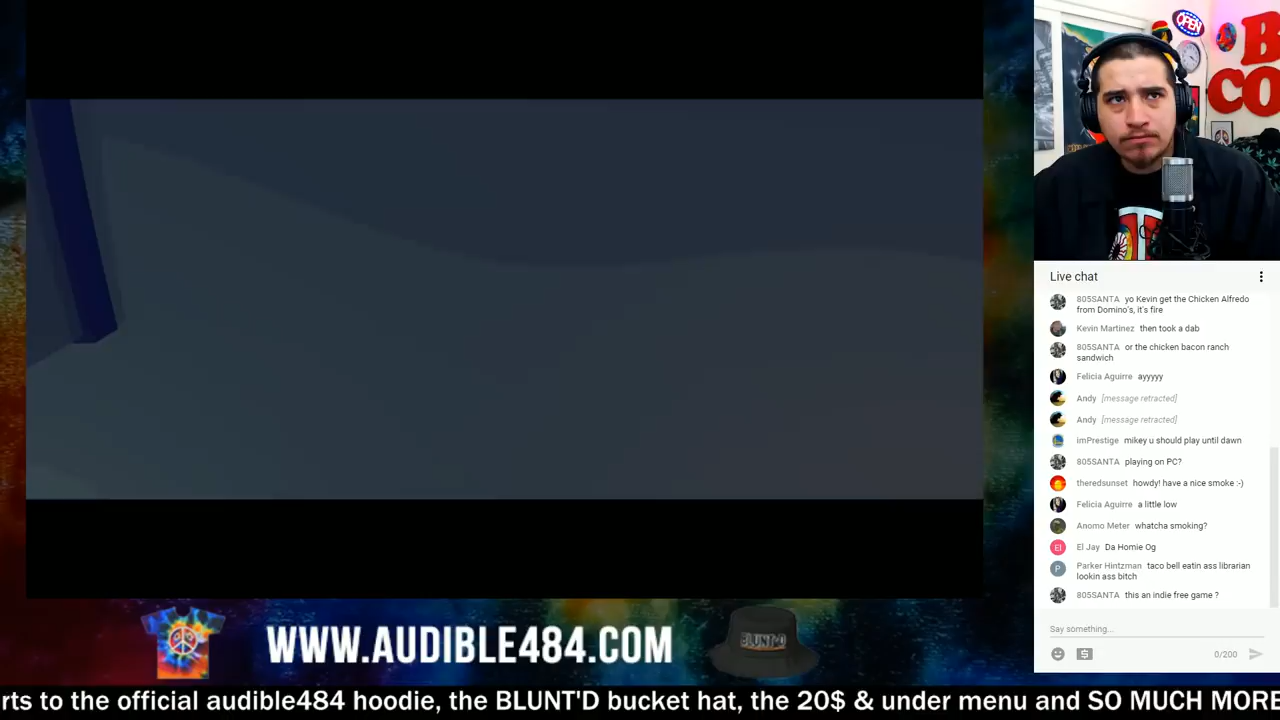 OPEN
B
CO
Live chat
805SANTA yo Kevin get the Chicken Alfredo
from Domino's, it's fire
Kevin Martinez then took a dab
805SANTA or the chicken bacon ranch
sandwich
Felicia Aguirre ayyyyy
Andy [message retracted]
Andy [message retracted]
imPrestige mikey u should play until dawn
805SANTA playing on PC?
theredsunset howdy! have a nice smoke :-)
Felicia Aguirre a little low
Anomo Meter whatcha smoking?
El
El Jay Da Homie Og
P
Parker Hintzman taco bell eatin ass librarian
lookin ass bitch
805SANTA this an indie free game ?
Say something...
0/200
WWW.AUDIBLE484.COM
BLUNT'D
rts to the official audible484 hoodie, the BLUNT'D bucket hat, the 20$ & under menu and SO MUCH MORE